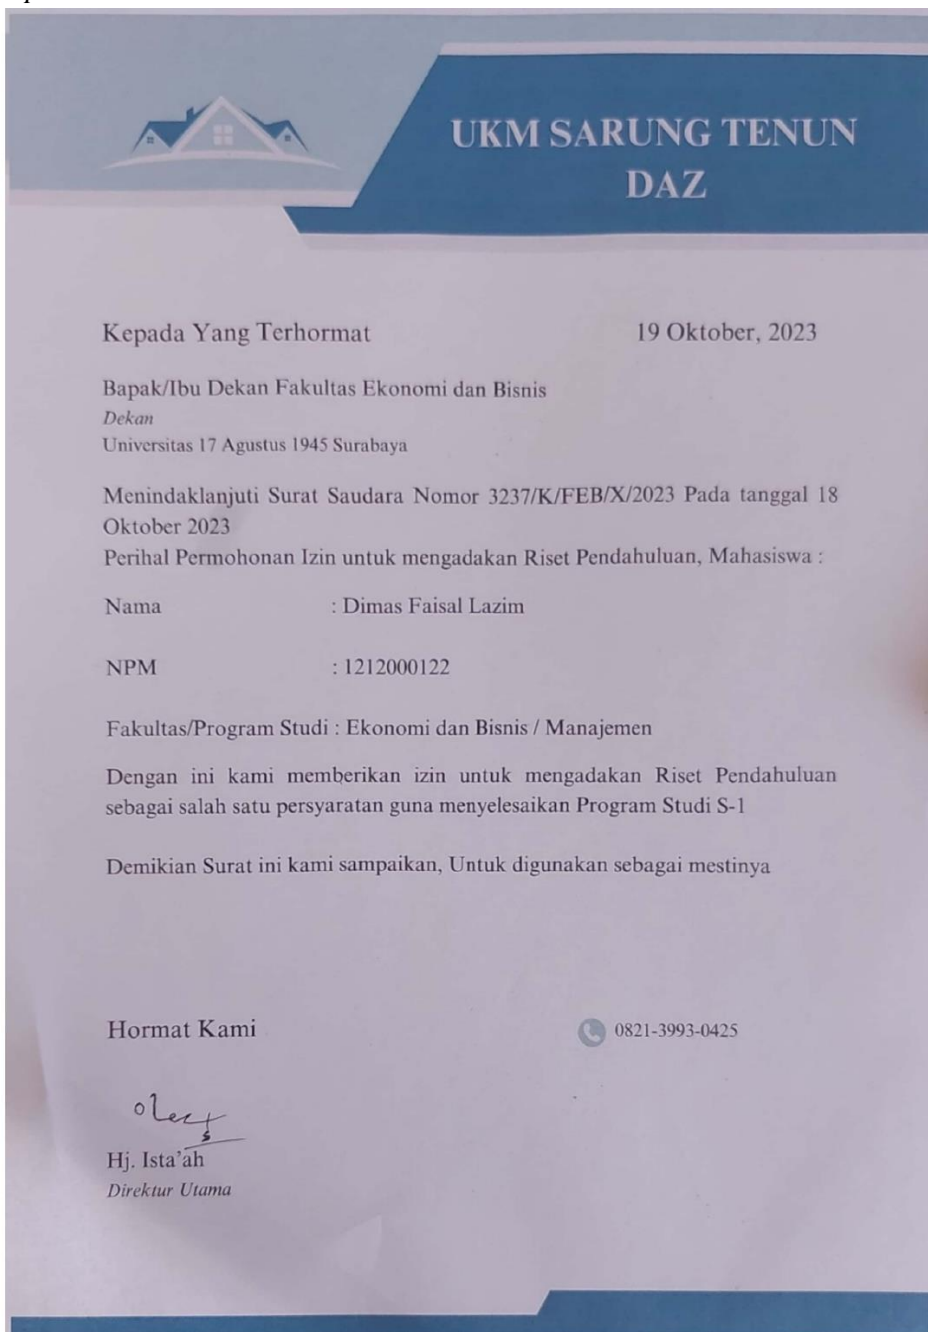 UKM SARUNG TENUN
DAZ
Kepada Yang Terhormat
19 Oktober, 2023
Bapak/Ibu Dekan Fakultas Ekonomi dan Bisnis
Dekan
Universitas 17 Agustus 1945 Surabaya
Menindaklanjuti Surat Saudara Nomor 3237/K/FEB/X/2023 Pada tanggal 18
Oktober 2023
Perihal Permohonan Izin untuk mengadakan Riset Pendahuluan, Mahasiswa :
Nama : Dimas Faisal Lazim
NPM : 1212000122
Fakultas/Program Studi : Ekonomi dan Bisnis / Manajemen
Dengan ini kami memberikan izin untuk mengadakan Riset Pendahuluan
sebagai salah satu persyaratan guna menyelesaikan Program Studi S-1
Demikian Surat ini kami sampaikan, Untuk digunakan sebagai mestinya
Hormat Kami
0821-3993-0425
Hj. Ista'ah
Direktur Utama